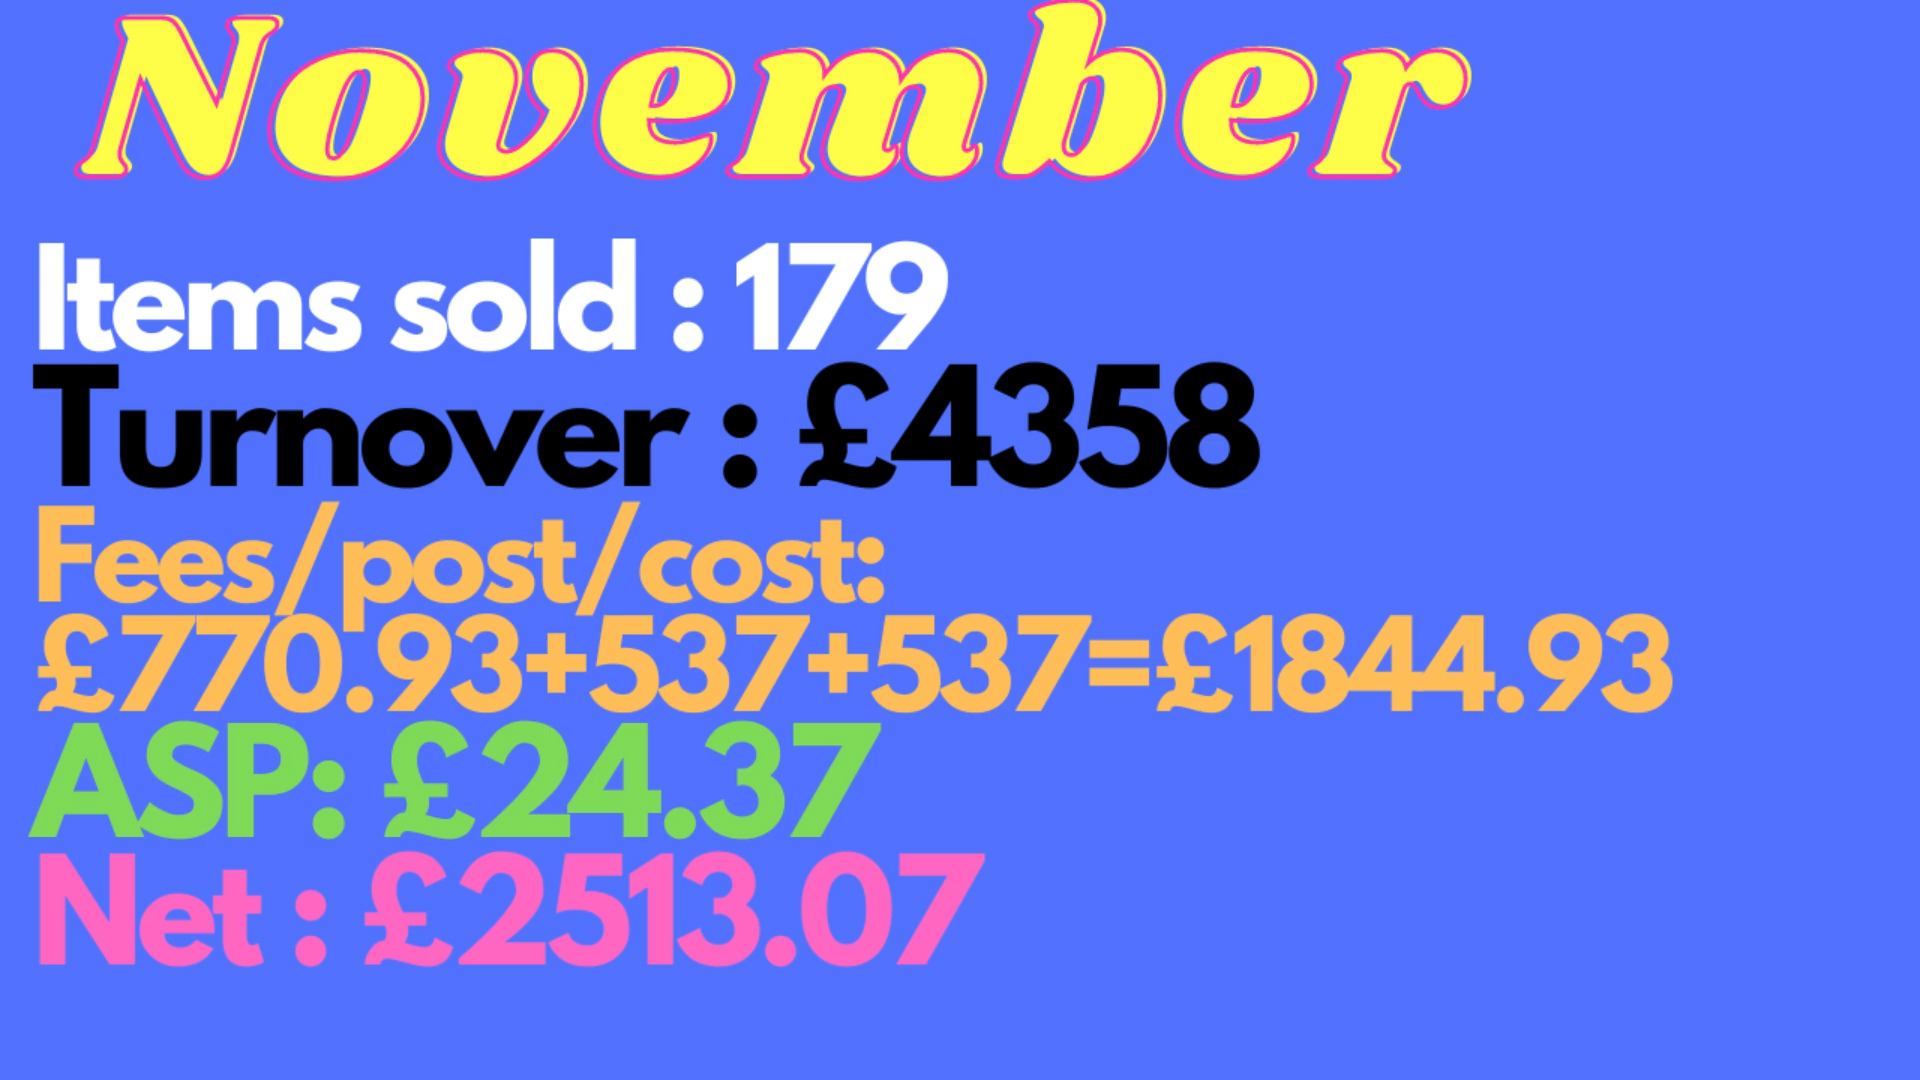 November
Items sold : 179
Turnover : £4358
Fees/post/cost:
£770.93+537+537=£1844.93
ASP: £24.37
Net : £2513.07